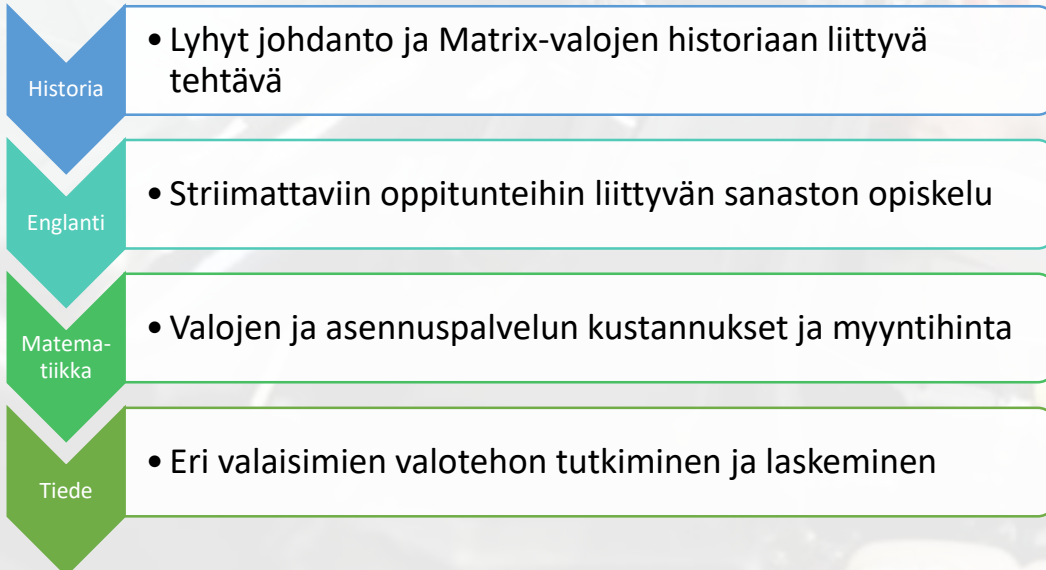 Historia
• Lyhyt johdanto ja Matrix-valojen historiaan liittyvä
tehtävä
Englanti
• Striimattaviin oppitunteihin liittyvän sanaston opiskelu
Matema-
tiikka
• Valojen ja asennuspalvelun kustannukset ja myyntihinta
Tiede
• Eri valaisimien valotehon tutkiminen ja laskeminen